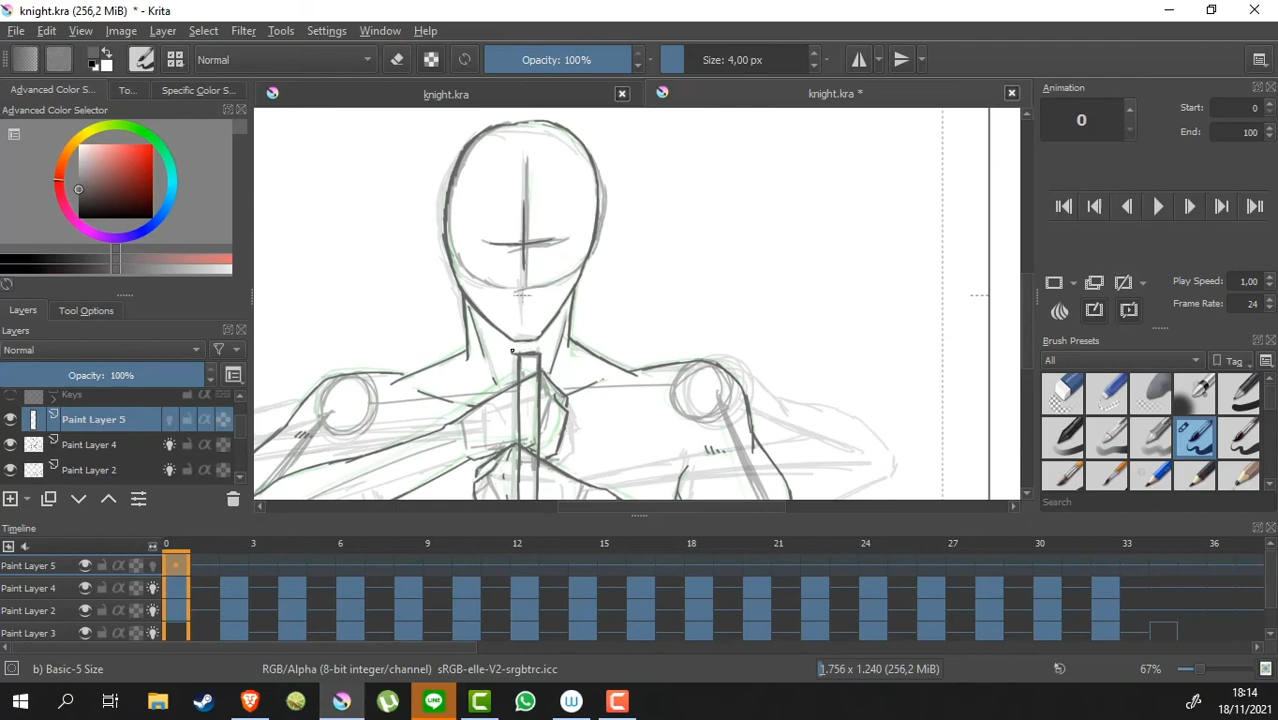 knight.kra (256,2 MiB) * - Krita
File Edit View Image Layer Select Filter Tools Settings Window Help
Normal Opacity: 100% Size: 4,00 px
Advanced Color S... To... Specific Color S...
knight.kra
knight.kra *
Advanced Color Selector
Animation
0
Start: 0
End: 100
Play Speed: 1,00
Frame Rate: 24
Layers Tool Options
Layers
Normal
Opacity: 100%
Keys
Paint Layer 5
Paint Layer 4
Paint Layer 2
Brush Presets
All Tag
Search
Timeline
0 3 6 9 12 15 18 21 24 27 30 33 36
Paint Layer 5
Paint Layer 4
Paint Layer 2
Paint Layer 3
b) Basic-5 Size RGB/Alpha (8-bit integer/channel) sRGB-elle-V2-srgbtrc.icc 1.756 x 1.240 (256,2 MiB) 67%
LINE
18:14
18/11/2021